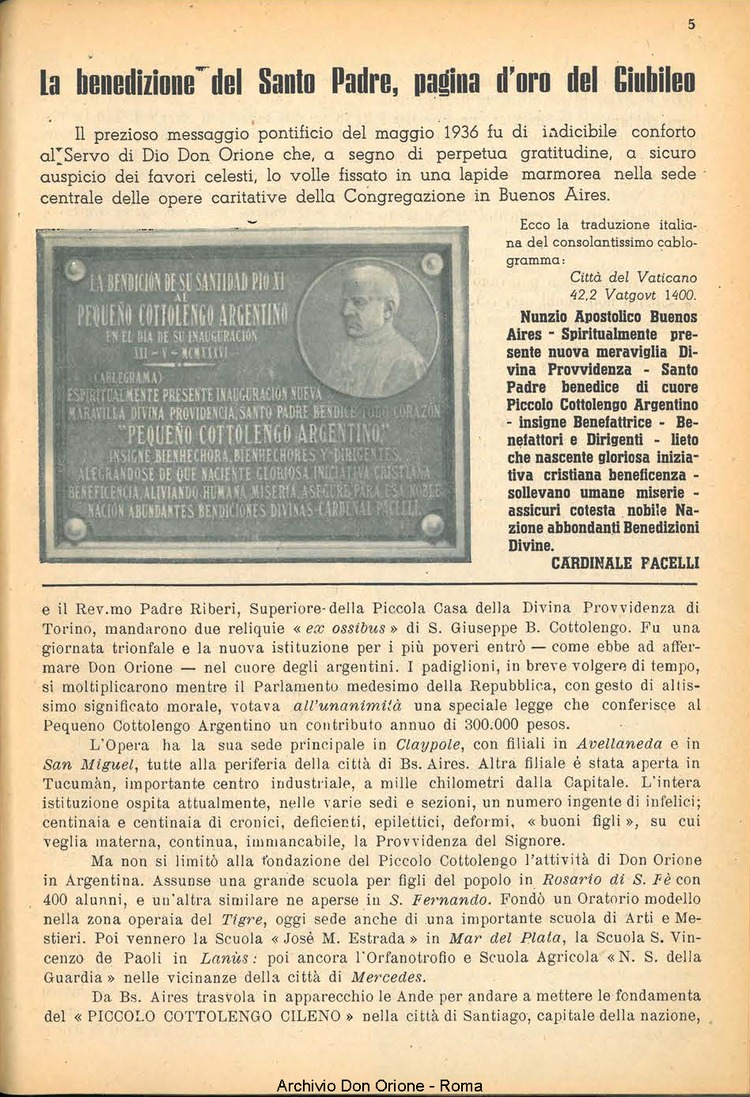 5
La benedizione del Santo Padre, pagina d'oro del Giubileo
Il prezioso messaggio pontificio del maggio 1936 fu di indicibile conforto
al Servo di Dio Don Orione che, a segno di perpetua gratitudine, a sicuro
auspicio dei favori celesti, lo volle fissato in una lapide marmorea nella sede
centrale delle opere caritative della Congregazione in Buenos Aires.
LA BENDICIÓN DE SU SANTIDAD PIO XI
AL
PEQUEÑO COTTOLENGO ARGENTINO
EN EL DIA DE SU INAUGURACIÓN
III - V - MCMXXXVI
(CABLEGRAMA)
ESPIRITUALMENTE PRESENTE INAUGURACIÓN NUEVA
MARAVILLA DIVINA PROVIDENCIA, SANTO PADRE BENDICE TODO CORAZÓN
"PEQUEÑO COTTOLENGO ARGENTINO,"
INSIGNE BIENHECHORA, BIENHECHORES Y DIRIGENTES,
ALEGRANDOSE DE QUE NACIENTE GLORIOSA INICIATIVA CRISTIANA
BENEFICENCIA ALIVIANDO HUMANA MISERIA ASEGURE PARA ESA NOBLE
NACIÓN ABUNDANTES BENDICIONES DIVINAS-CARDENAL PACELLI
Ecco la traduzione italia-
na del consolantissimo cablo-
gramma:
Città del Vaticano
42,2 Vatgovt 1400.
Nunzio Apostolico Buenos
Aires - Spiritualmente pre-
sente nuova meraviglia Di-
vina Provvidenza - Santo
Padre benedice di cuore
Piccolo Cottolengo Argentino
- insigne Benefattrice - Be-
nefattori e Dirigenti - lieto
che nascente gloriosa inizia-
tiva cristiana beneficenza -
sollevano umane miserie -
assicuri cotesta nobile Na-
zione abbondanti Benedizioni
Divine.
CARDINALE PACELLI
e il Rev.mo Padre Riberi, Superiore della Piccola Casa della Divina Provvidenza di
Torino, mandarono due reliquie « ex ossibus » di S. Giuseppe B. Cottolengo. Fu una
giornata trionfale e la nuova istituzione per i più poveri entrò — come ebbe ad affer-
mare Don Orione — nel cuore degli argentini. I padiglioni, in breve volgere di tempo,
si moltiplicarono mentre il Parlamento medesimo della Repubblica, con gesto di altis-
simo significato morale, votava all'unanimità una speciale legge che conferisce al
Pequeno Cottolengo Argentino un contributo annuo di 300.000 pesos.
L'Opera ha la sua sede principale in Claypole, con filiali in Avellaneda e in
San Miguel, tutte alla periferia della città di Bs. Aires. Altra filiale é stata aperta in
Tucumàn, importante centro industriale, a mille chilometri dalla Capitale. L'intera
istituzione ospita attualmente, nelle varie sedi e sezioni, un numero ingente di infelici;
centinaia e centinaia di cronici, deficienti, epilettici, deformi, « buoni figli », su cui
veglia materna, continua, immancabile, la Provvidenza del Signore.
Ma non si limitò alla fondazione del Piccolo Cottolengo l'attività di Don Orione
in Argentina. Assunse una grande scuola per figli del popolo in Rosario di S. Fè con
400 alunni, e un'altra similare ne aperse in S. Fernando. Fondò un Oratorio modello
nella zona operaia del Tigre, oggi sede anche di una importante scuola di Arti e Me-
stieri. Poi vennero la Scuola « José M. Estrada » in Mar del Plata, la Scuola S. Vin-
cenzo de Paoli in Lanùs : poi ancora l'Orfanotrofio e Scuola Agricola « N. S. della
Guardia » nelle vicinanze della città di Mercedes.
Da Bs. Aires trasvola in apparecchio le Ande per andare a mettere le fondamenta
del « PICCOLO COTTOLENGO CILENO » nella città di Santiago, capitale della nazione,
Archivio Don Orione - Roma